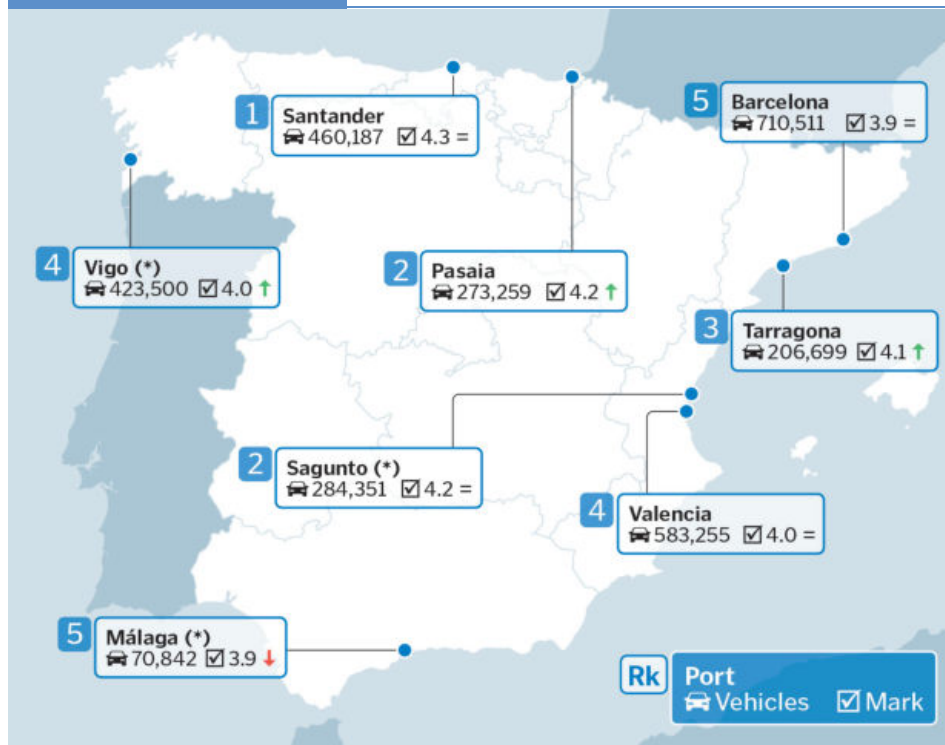 1
Santander
460,187 4.3 =
5
Barcelona
710,511 3.9 =
4
Vigo (*)
423,500 4.0 ↑
2
Pasaia
273,259 4.2 ↑
3
Tarragona
206,699 4.1 ↑
2
Sagunto (*)
284,351 4.2 =
4
Valencia
583,255 4.0 =
5
Málaga (*)
70,842 3.9 ↓
Rk
Port
Vehicles Mark